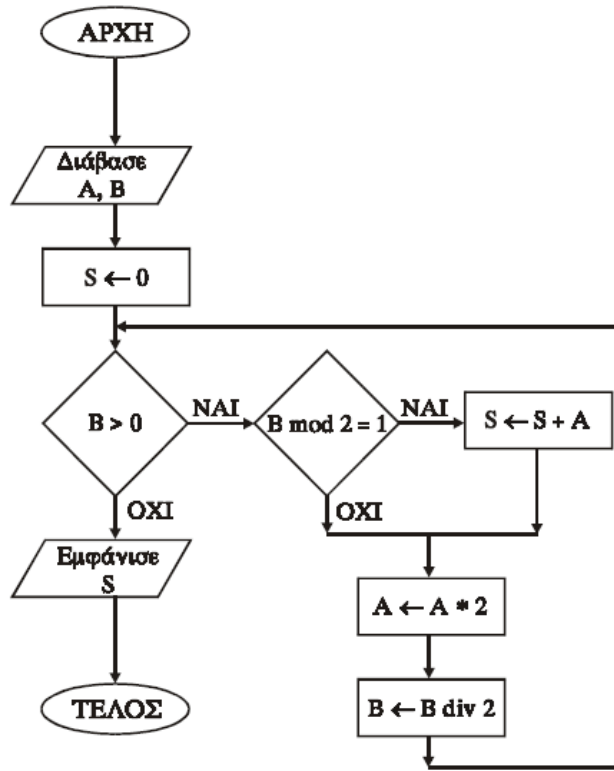 ΑΡΧΗ
Διάβασε
A, B
S ← 0
B > 0
ΝΑΙ
B mod 2 = 1
ΝΑΙ
S ← S + A
ΟΧΙ
ΟΧΙ
Εμφάνισε
S
A ← A * 2
B ← B div 2
ΤΕΛΟΣ